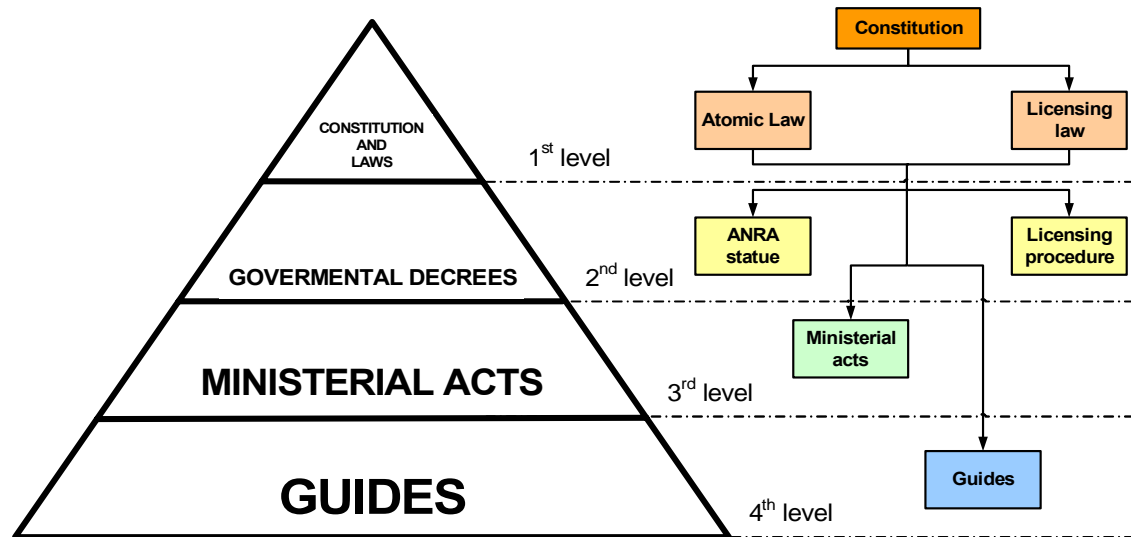 CONSTITUTION
AND
LAWS
1st level
GOVERMENTAL DECREES
2nd level
MINISTERIAL ACTS
3rd level
GUIDES
4th level
Constitution
Atomic Law
Licensing
law
ANRA
statue
Licensing
procedure
Ministerial
acts
Guides